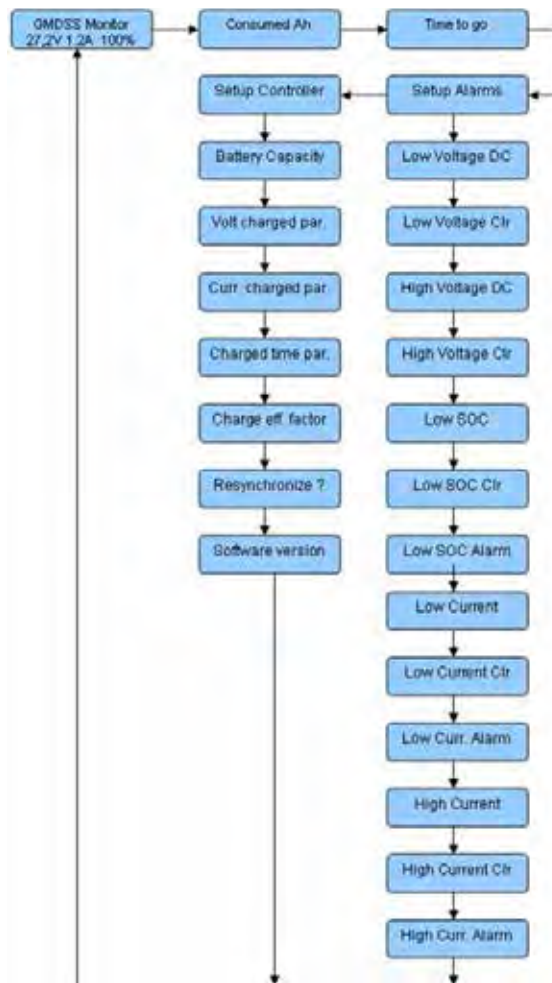 GMDSS Monitor
27,2V 1.2A 100%
Consumed Ah
Time to go
Setup Controller
Setup Alarms
Battery Capacity
Low Voltage DC
Volt charged par.
Low Voltage Clr
Curr. charged par.
High Voltage DC
Charged time par.
High Voltage Clr
Charge eff. factor
Low SOC
Resynchronize ?
Low SOC Clr
Software version
Low SOC Alarm
Low Current
Low Current Clr
Low Curr. Alarm
High Current
High Current Clr
High Curr. Alarm